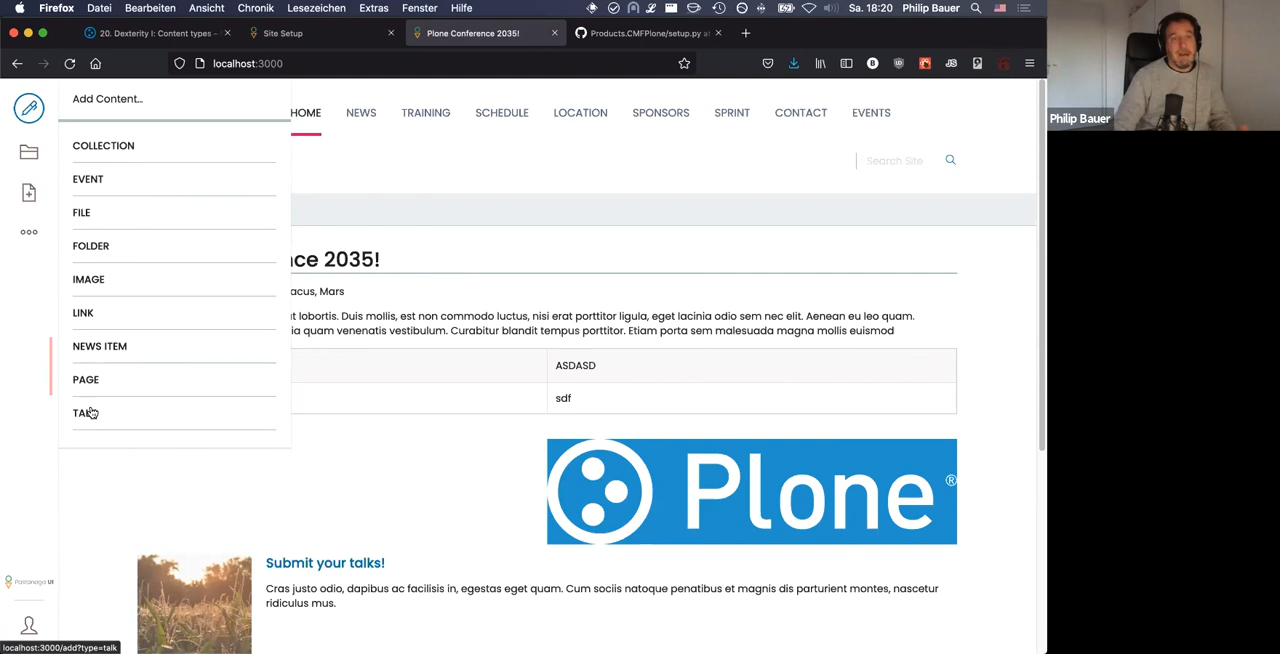 Firefox Datei Bearbeiten Ansicht Chronik Lesezeichen Extras Fenster Hilfe Sa. 18:20 Philip Bauer
20. Dexterity I: Content types – Site Setup Plone Conference 2035! Products.CMFPlone/setup.py at
localhost:3000
Philip Bauer
Add Content...
COLLECTION
EVENT
FILE
FOLDER
IMAGE
LINK
NEWS ITEM
PAGE
HOME NEWS TRAINING SCHEDULE LOCATION SPONSORS SPRINT CONTACT EVENTS
Search Site
nce 2035!
acus, Mars
at lobortis. Duis mollis, est non commodo luctus, nisi erat porttitor ligula, eget lacinia odio sem nec elit. Aenean eu leo quam.
ia quam venenatis vestibulum. Curabitur blandit tempus porttitor. Etiam porta sem malesuada magna mollis euismod
ASDASD
sdf
Plone®
Submit your talks!
Cras justo odio, dapibus ac facilisis in, egestas eget quam. Cum sociis natoque penatibus et magnis dis parturient montes, nascetur
ridiculus mus.
Pastanaga UI
localhost:3000/add?type=talk